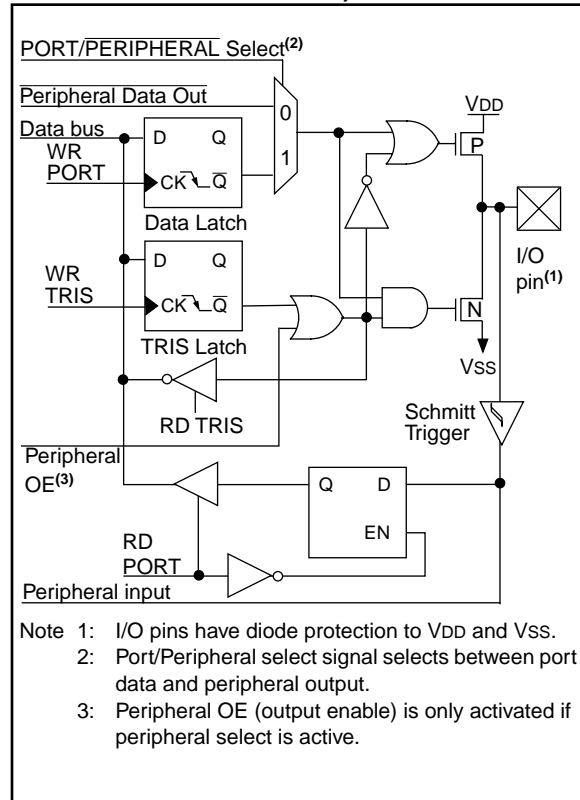 PORT/PERIPHERAL Select(2)
Peripheral Data Out
Data bus
WR
PORT
D Q
CK Q
Data Latch
0
1
VDD
P
I/O
pin(1)
WR
TRIS
D Q
CK Q
TRIS Latch
N
VSS
RD TRIS
Schmitt
Trigger
Peripheral
OE(3)
Q D
EN
RD
PORT
Peripheral input
Note 1: I/O pins have diode protection to VDD and VSS.
2: Port/Peripheral select signal selects between port
data and peripheral output.
3: Peripheral OE (output enable) is only activated if
peripheral select is active.